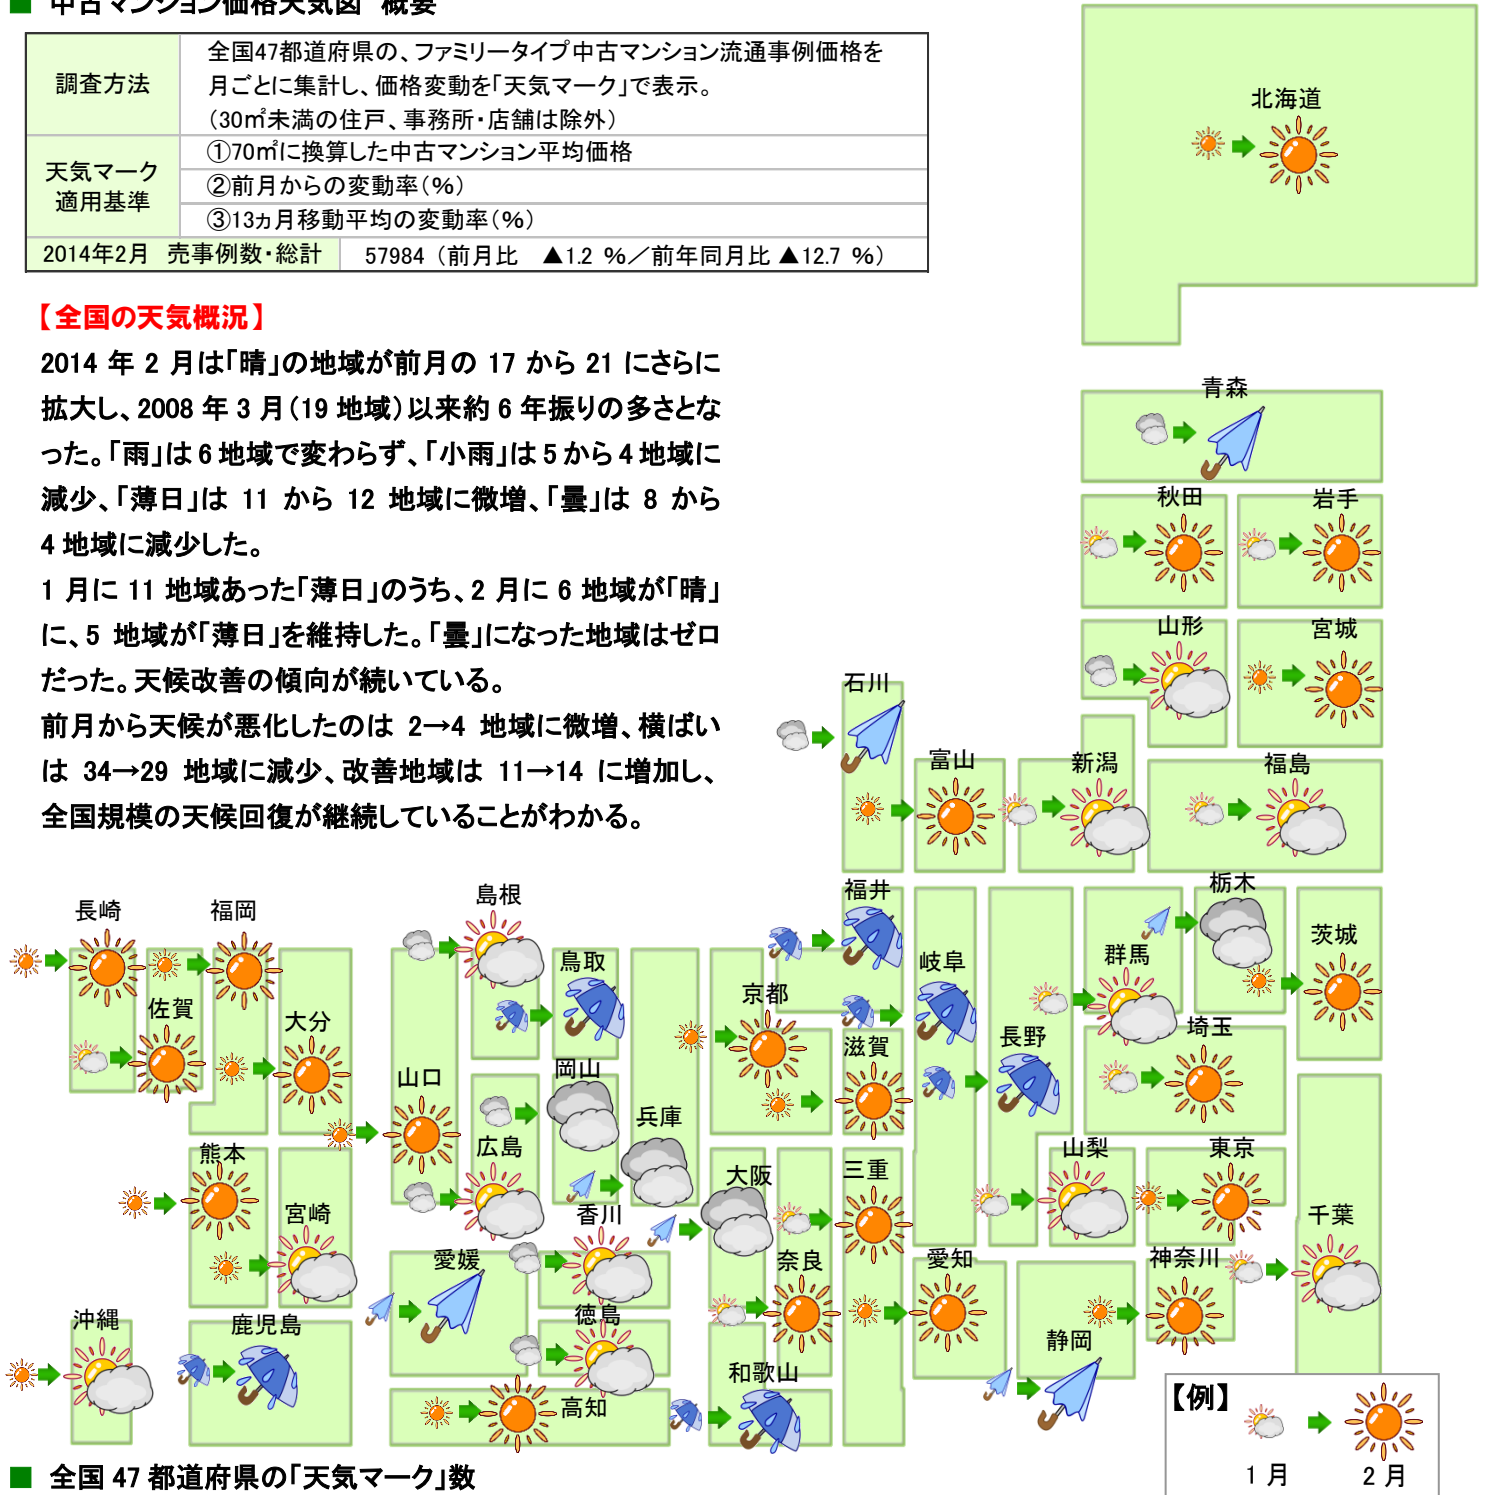 ■ 中古マンション価格天気図 概要
調査方法
全国47都道府県の、ファミリータイプ中古マンション流通事例価格を
月ごとに集計し、価格変動を「天気マーク」で表示。
（30㎡未満の住戸、事務所・店舗は除外）
天気マーク
適用基準
①70㎡に換算した中古マンション平均価格
②前月からの変動率（％）
③13ヵ月移動平均の変動率（％）
2014年2月 売事例数・総計 57984（前月比 ▲1.2 ％／前年同月比 ▲12.7 ％）
【全国の天気概況】
2014 年 2 月は「晴」の地域が前月の 17 から 21 にさらに
拡大し、2008 年 3 月（19 地域）以来約 6 年振りの多さとな
った。「雨」は 6 地域で変わらず、「小雨」は 5 から 4 地域に
減少、「薄日」は 11 から 12 地域に微増、「曇」は 8 から
4 地域に減少した。
1 月に 11 地域あった「薄日」のうち、2 月に 6 地域が「晴」
に、5 地域が「薄日」を維持した。「曇」になった地域はゼロ
だった。天候改善の傾向が続いている。
前月から天候が悪化したのは 2→4 地域に微増、横ばい
は 34→29 地域に減少、改善地域は 11→14 に増加し、
全国規模の天候回復が継続していることがわかる。
北海道
青森
秋田
岩手
山形
宮城
石川
富山
新潟
福島
長崎
福岡
島根
福井
栃木
佐賀
大分
鳥取
京都
岐阜
群馬
茨城
山口
岡山
兵庫
滋賀
長野
埼玉
熊本
宮崎
広島
香川
大阪
三重
山梨
東京
千葉
沖縄
鹿児島
愛媛
徳島
奈良
愛知
神奈川
静岡
高知
和歌山
【例】
1 月
2 月
■ 全国 47 都道府県の「天気マーク」数